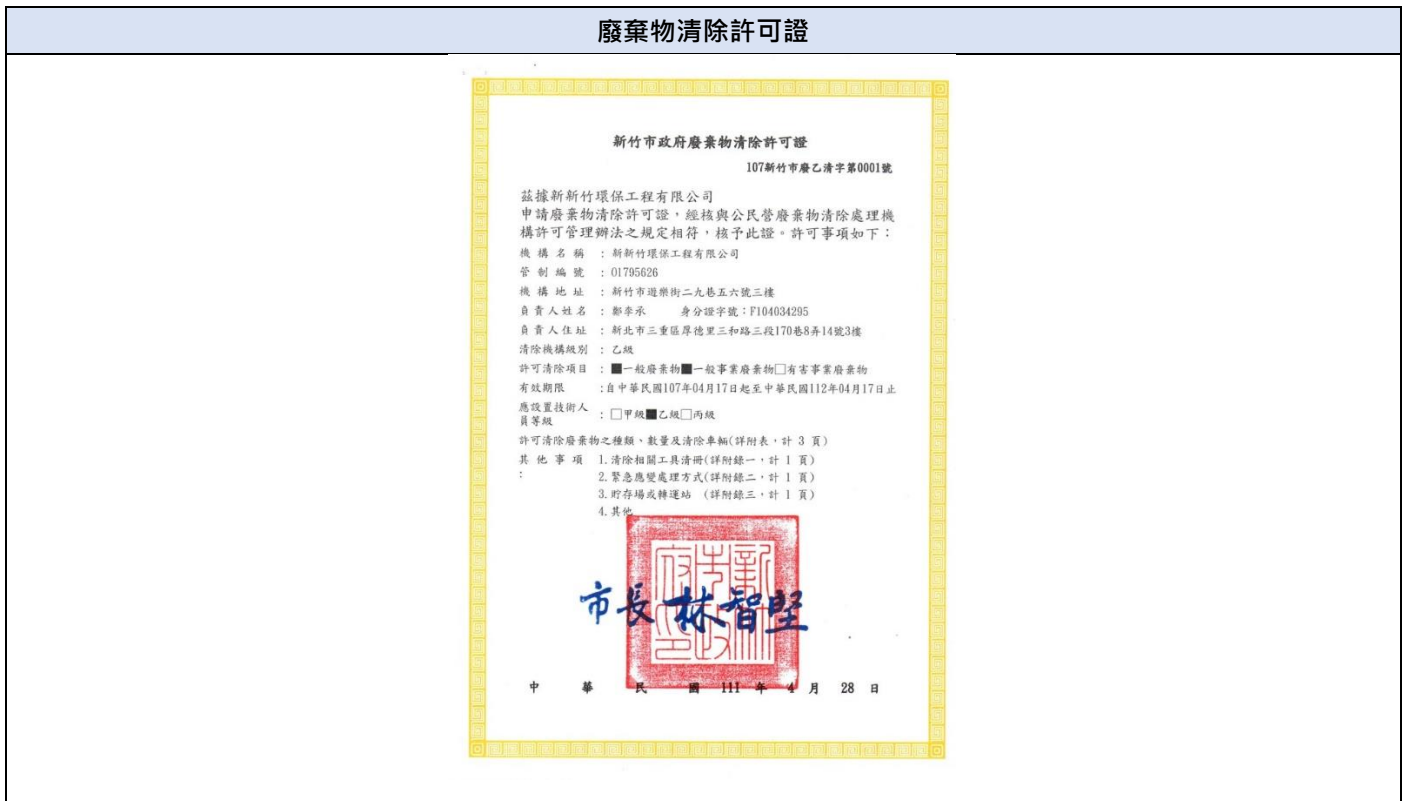 廢棄物清除許可證
新竹市政府廢棄物清除許可證
107新竹市廢乙清字第0001號
茲據新新竹環保工程有限公司
申請廢棄物清除許可證，經核與公民營廢棄物清除處理機
構許可管理辦法之規定相符，核予此證。許可事項如下：
機構名稱 ：新新竹環保工程有限公司
管制編號 ：O1795626
機構地址 ：新竹市遊樂街二九巷五六號三樓
負責人姓名 ：鄭李承 身分證字號：F104034295
負責人住址 ：新北市三重區厚德里三和路三段170巷8弄14號3樓
清除機構級別 ：乙級
許可清除項目 ：■一般廢棄物■一般事業廢棄物□有害事業廢棄物
有效期限 ：自中華民國107年04月17日起至中華民國112年04月17日止
應設置技術人
員等級 ：□甲級■乙級□丙級
許可清除廢棄物之種類、數量及清除車輛(詳附表，計 3 頁)
其他事項 1.清除相關工具清冊(詳附錄一，計 1 頁)
： 2.緊急應變處理方式(詳附錄二，計 1 頁)
3.貯存場或轉運站 (詳附錄三，計 1 頁)
4.其他
新竹市政府印
市長 林智堅
中華民國 111 年 4 月 28 日